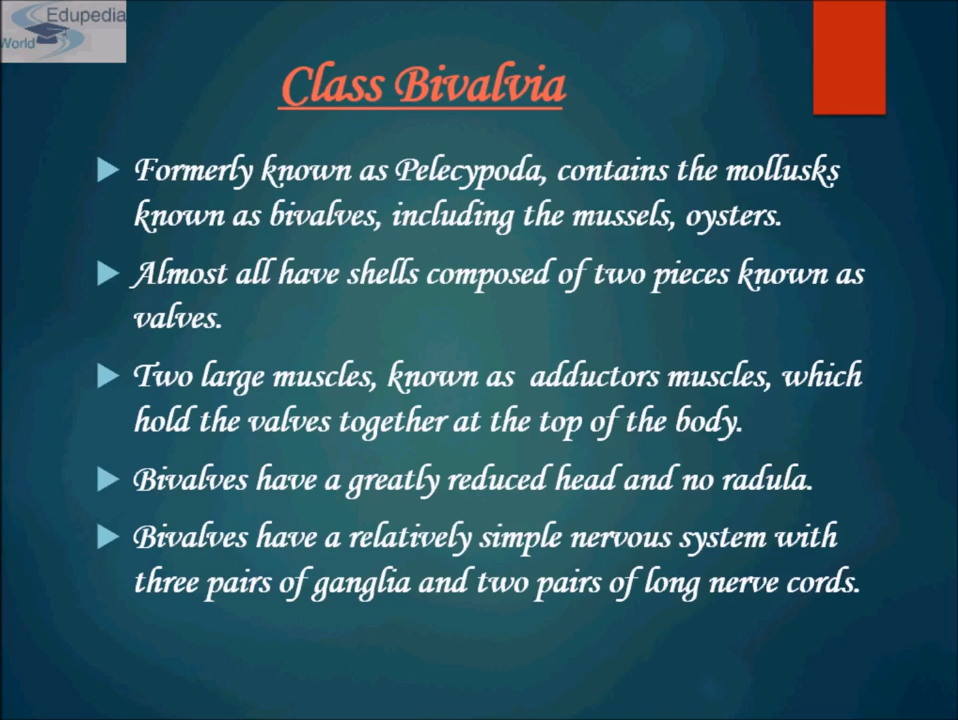 Edupedia
World
Class Bivalvia
Formerly known as Pelecypoda, contains the mollusks
known as bivalves, including the mussels, oysters.
Almost all have shells composed of two pieces known as
valves.
Two large muscles, known as adductors muscles, which
hold the valves together at the top of the body.
Bivalves have a greatly reduced head and no radula.
Bivalves have a relatively simple nervous system with
three pairs of ganglia and two pairs of long nerve cords.